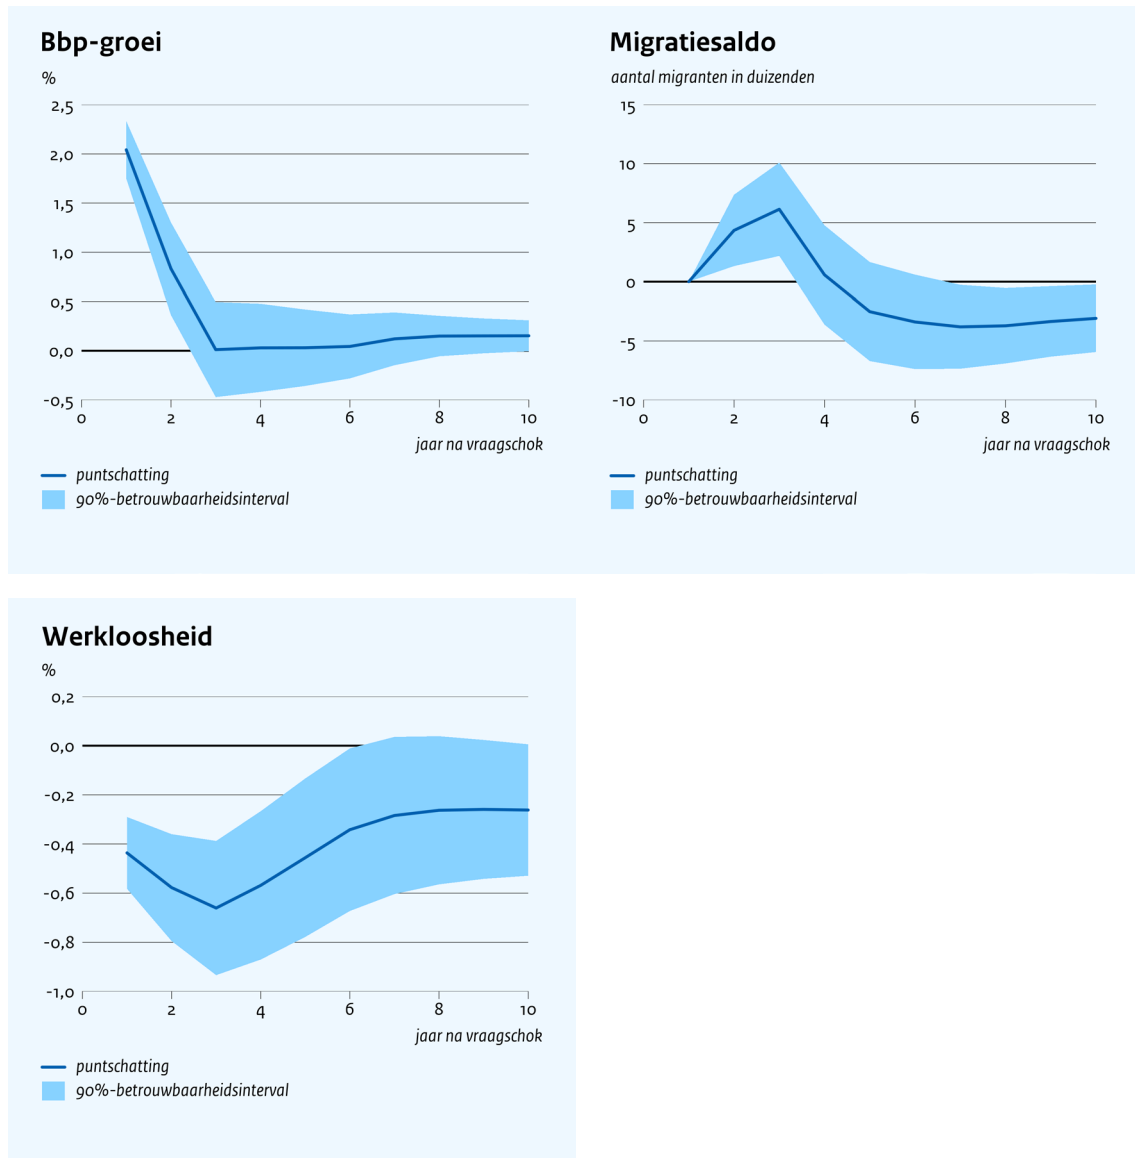 Bbp-groei
%
2,5
2,0
1,5
1,0
0,5
0,0
-0,5
0 2 4 6 8 10
jaar na vraagschok
puntschatting
90%-betrouwbaarheidsinterval
Migratiesaldo
aantal migranten in duizenden
15
10
5
0
-5
-10
0 2 4 6 8 10
jaar na vraagschok
puntschatting
90%-betrouwbaarheidsinterval
Werkloosheid
%
0,2
0,0
-0,2
-0,4
-0,6
-0,8
-1,0
0 2 4 6 8 10
jaar na vraagschok
puntschatting
90%-betrouwbaarheidsinterval